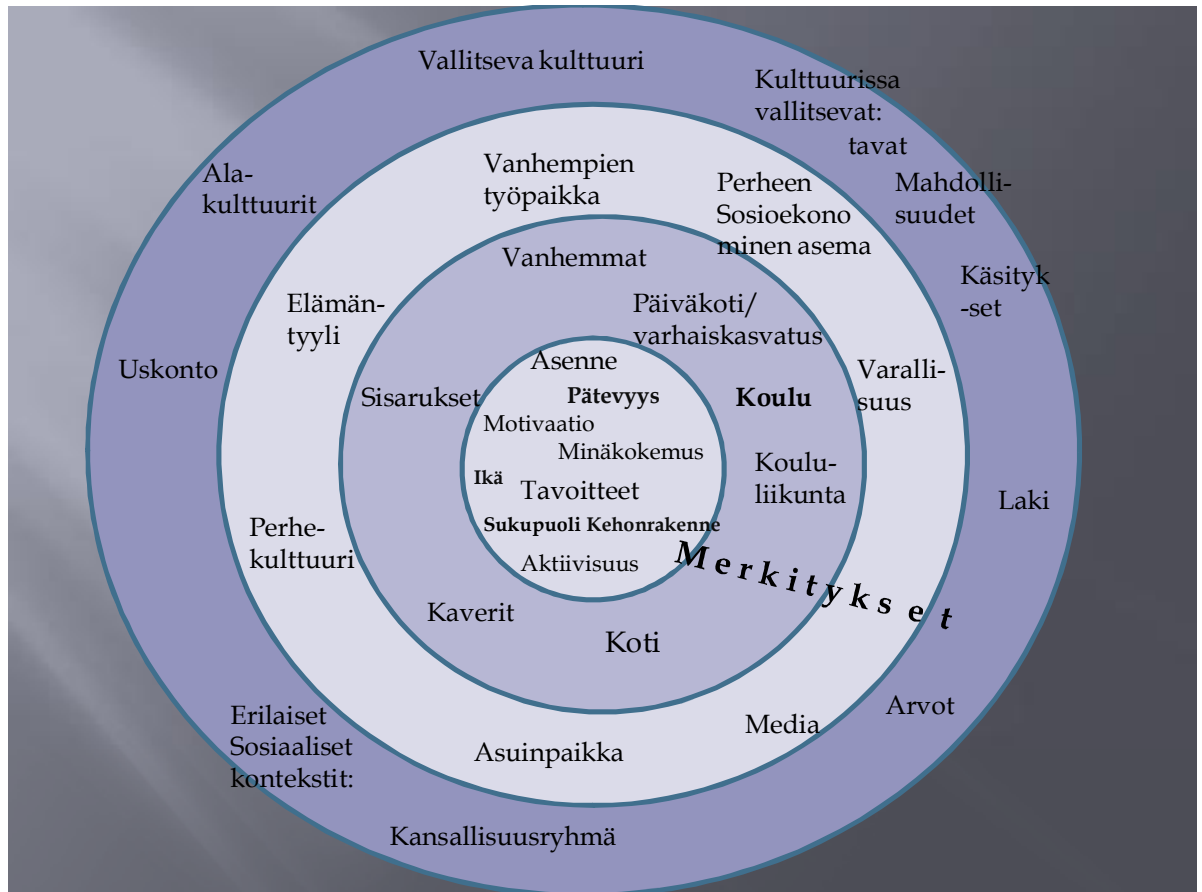 Vallitseva kulttuuri
Kulttuurissa
vallitsevat:
tavat
Mahdolli-
suudet
Käsityk
-set
Laki
Arvot
Ala-
kulttuurit
Uskonto
Erilaiset
Sosiaaliset
kontekstit:
Kansallisuusryhmä
Vanhempien
työpaikka
Perheen
Sosioekono
minen asema
Varalli-
suus
Media
Asuinpaikka
Perhe-
kulttuuri
Elämän-
tyyli
Vanhemmat
Päiväkoti/
varhaiskasvatus
Koulu
Koulu-
liikunta
Koti
Kaverit
Sisarukset
Asenne
Pätevyys
Motivaatio
Minäkokemus
Ikä
Tavoitteet
Sukupuoli Kehonrakenne
Aktiivisuus
Merkitykset